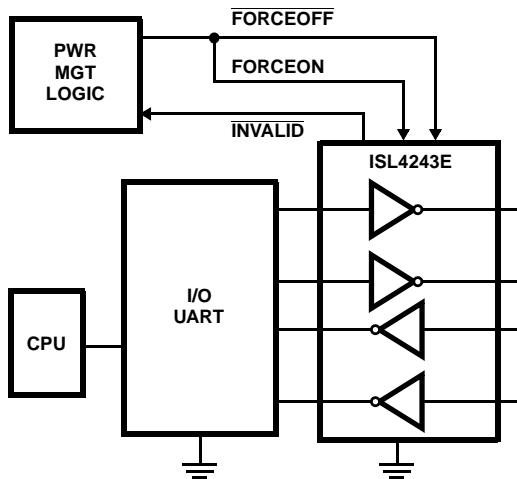 FORCEOFF
PWR
MGT
LOGIC
FORCEON
INVALID
ISL4243E
I/O
UART
CPU